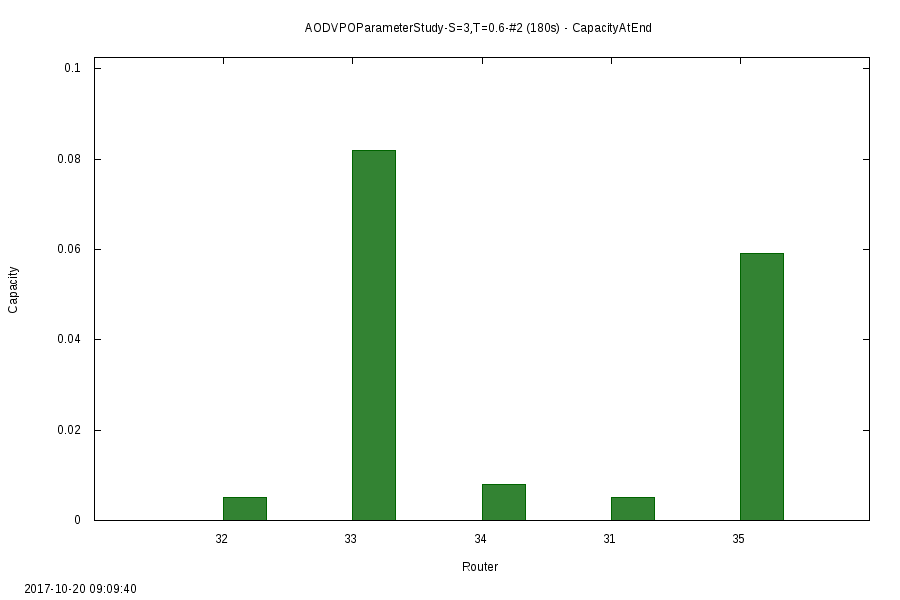 AODVPOParameterStudy-S=3,T=0.6-#2 (180s) - CapacityAtEnd
0.1
0.08
0.06
0.04
0.02
0
Capacity
32 33 34 31 35
Router
2017-10-20 09:09:40